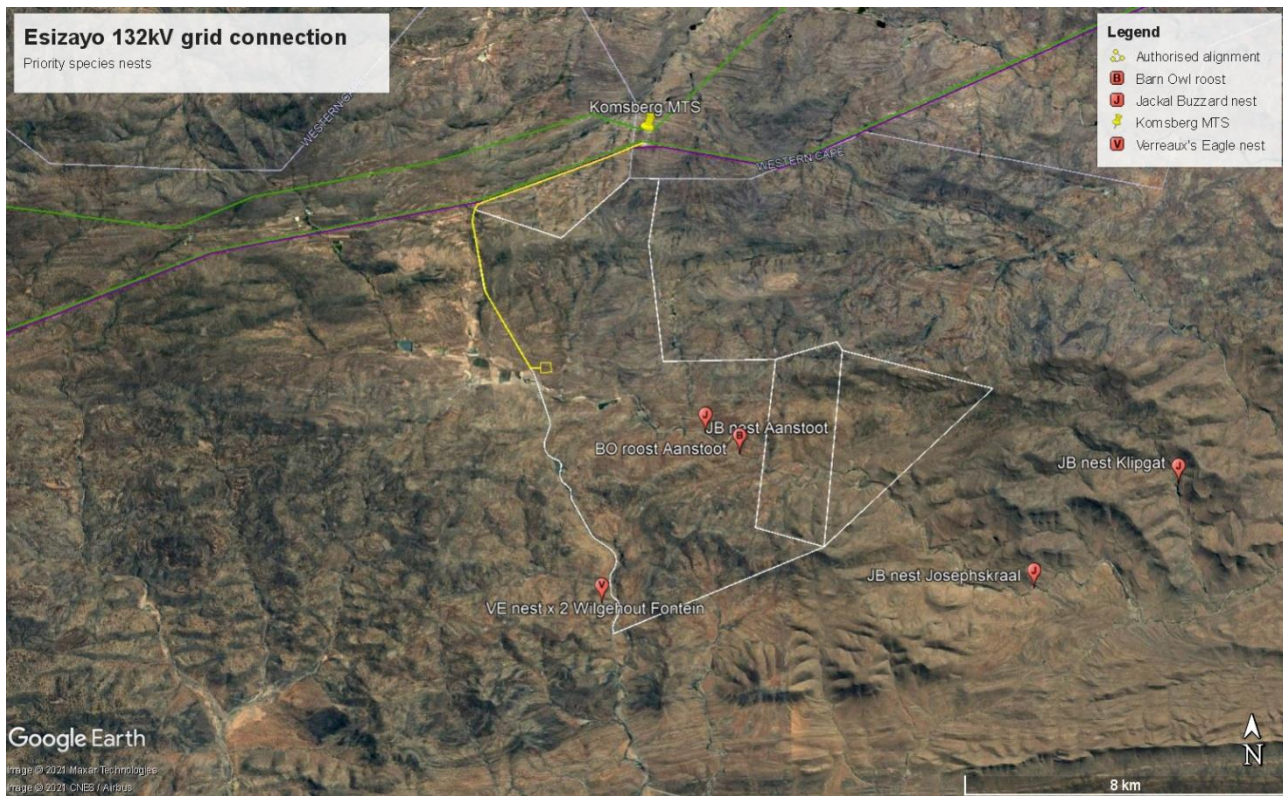 Esizayo 132kV grid connection
Priority species nests
Legend
Authorised alignment
B Barn Owl roost
J Jackal Buzzard nest
Komsberg MTS
V Verreaux's Eagle nest
Komsberg MTS
WESTERN CAPE
J
JB nest Aanstoot
B
BO roost Aanstoot
J
JB nest Klipgat
J
JB nest Josephskraal
V
VE nest x 2 Wilgehout Fontein
Google Earth
Image © 2021 Maxar Technologies
Image © 2021 CNES / Airbus
N
8 km